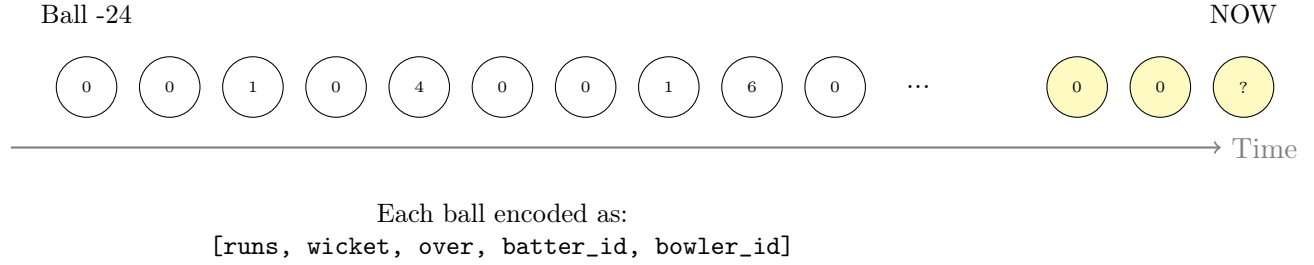 Ball -24 NOW
0 0 1 0 4 0 0 1 6 0 ... 0 0 ?
Time
Each ball encoded as:
[runs, wicket, over, batter_id, bowler_id]